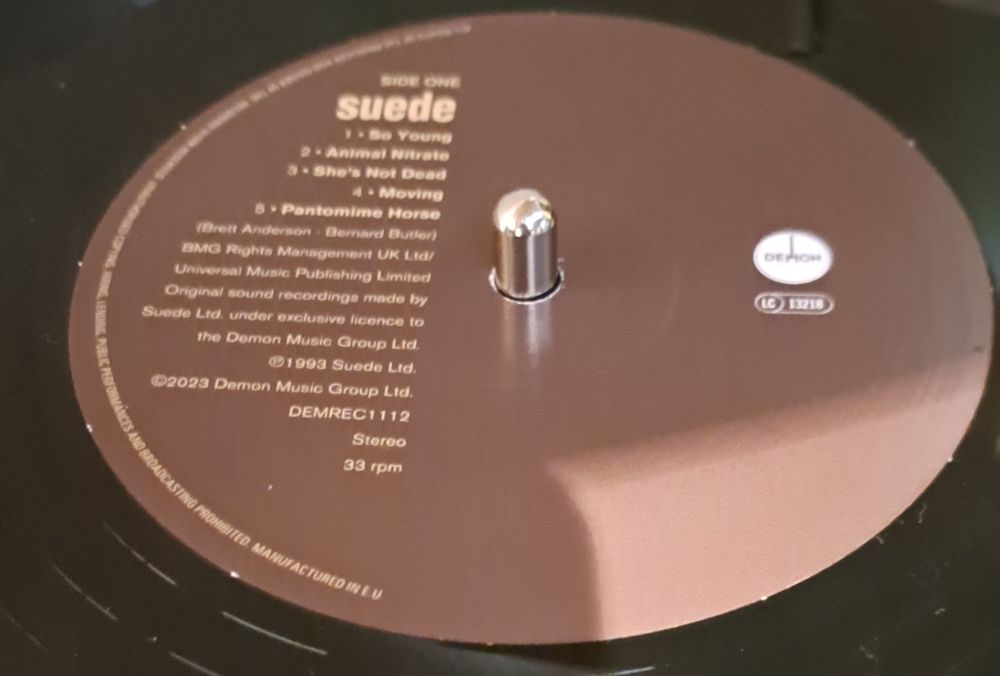 SIDE ONE
suede
1 • So Young
2 • Animal Nitrate
3 • She's Not Dead
4 • Moving
5 • Pantomime Horse
(Brett Anderson · Bernard Butler)
BMG Rights Management UK Ltd/
Universal Music Publishing Limited
Original sound recordings made by
Suede Ltd. under exclusive licence to
the Demon Music Group Ltd.
℗1993 Suede Ltd.
©2023 Demon Music Group Ltd.
DEMREC1112
Stereo
33 rpm
DEMON
LC 13218
HIRING, LENDING, PUBLIC PERFORMANCES AND BROADCASTING PROHIBITED. MANUFACTURED IN E.U